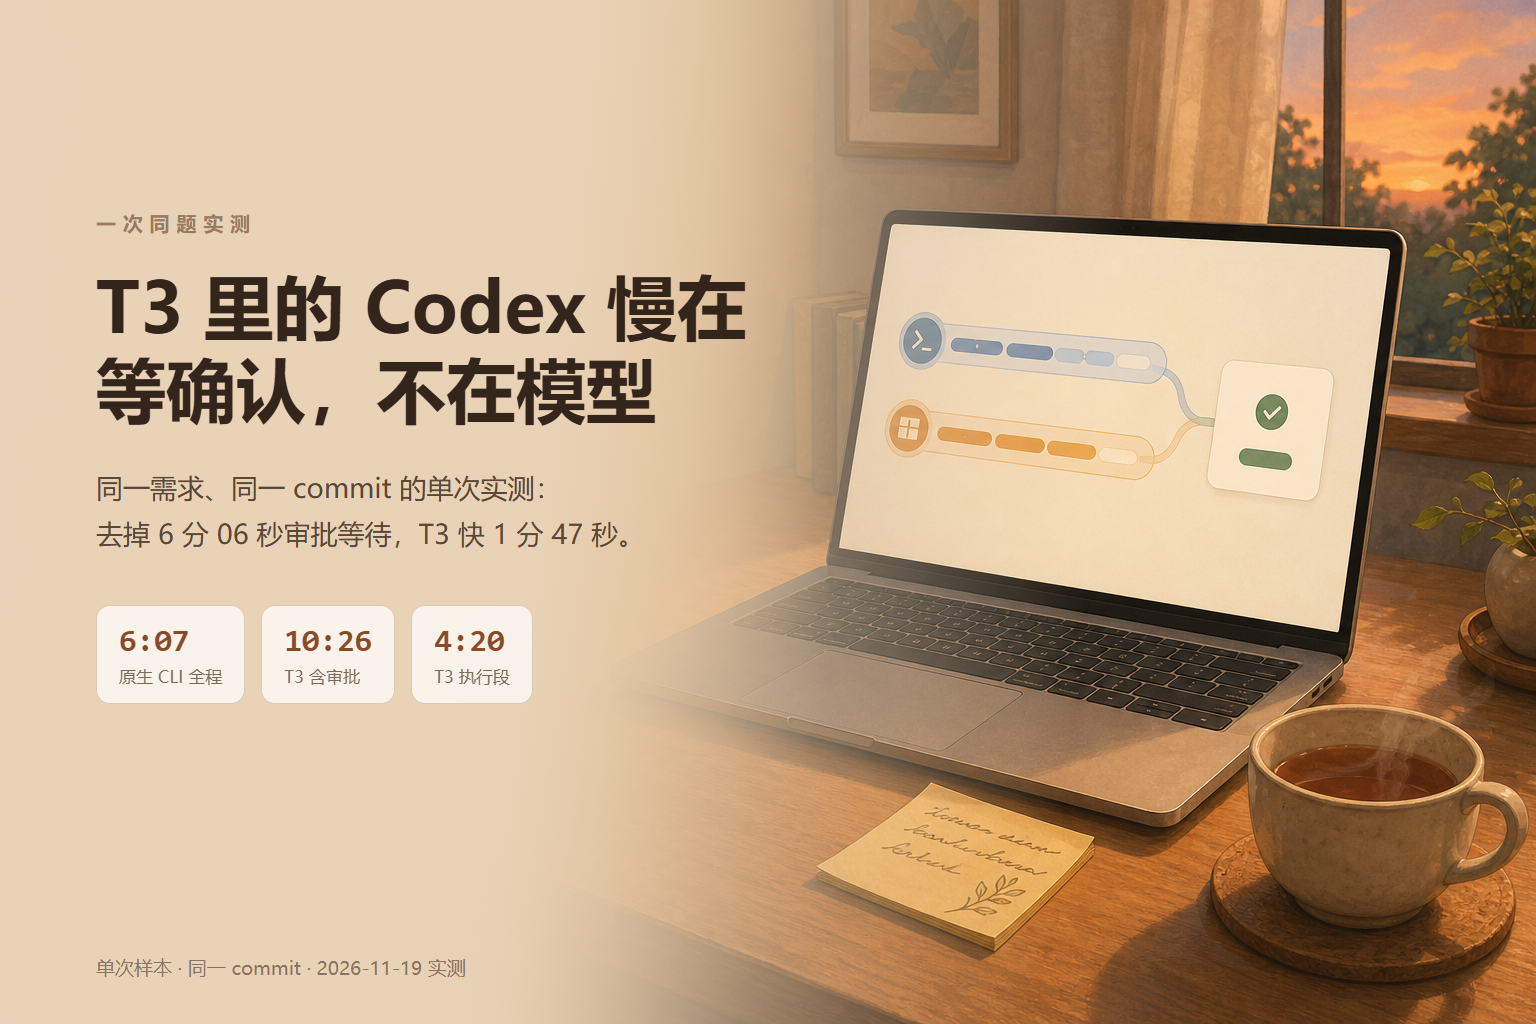 一次同题实测
T3 里的 Codex 慢在
等确认，不在模型
同一需求、同一 commit 的单次实测：
去掉 6 分 06 秒审批等待，T3 快 1 分 47 秒。
6:07
原生 CLI 全程
10:26
T3 含审批
4:20
T3 执行段
单次样本 · 同一 commit · 2026-11-19 实测